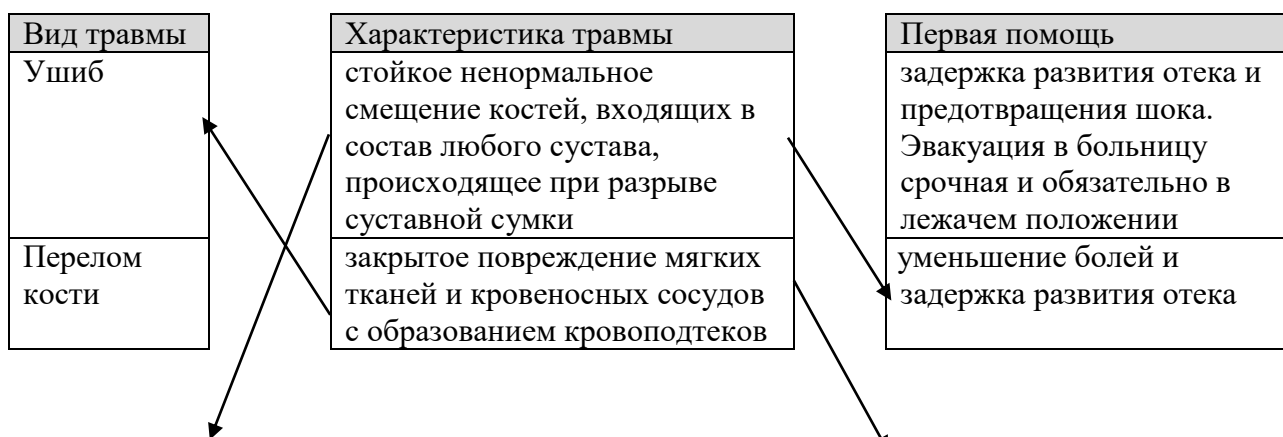 Вид травмы
Ушиб
Перелом
кости
Характеристика травмы
стойкое ненормальное
смещение костей, входящих в
состав любого сустава,
происходящее при разрыве
суставной сумки
закрытое повреждение мягких
тканей и кровеносных сосудов
с образованием кровоподтеков
Первая помощь
задержка развития отека и
предотвращения шока.
Эвакуация в больницу
срочная и обязательно в
лежачем положении
уменьшение болей и
задержка развития отека